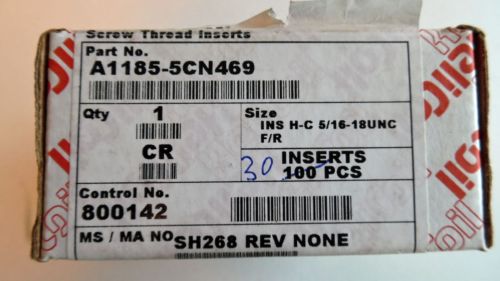 Screw Thread Inserts
Part No.
A1185-5CN469
Qty 1
Size
INS H-C 5/16-18UNC
F/R
CR
30 INSERTS
100 PCS
Control No.
800142
MS / MA NO SH268 REV NONE
Helicoil